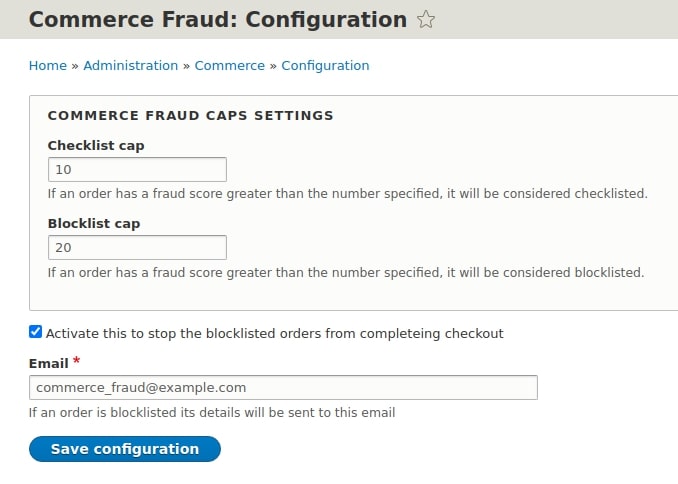 Commerce Fraud: Configuration
Home » Administration » Commerce » Configuration
COMMERCE FRAUD CAPS SETTINGS
Checklist cap
10
If an order has a fraud score greater than the number specified, it will be considered checklisted.
Blocklist cap
20
If an order has a fraud score greater than the number specified, it will be considered blocklisted.
Activate this to stop the blocklisted orders from completeing checkout
Email *
commerce_fraud@example.com
If an order is blocklisted its details will be sent to this email
Save configuration